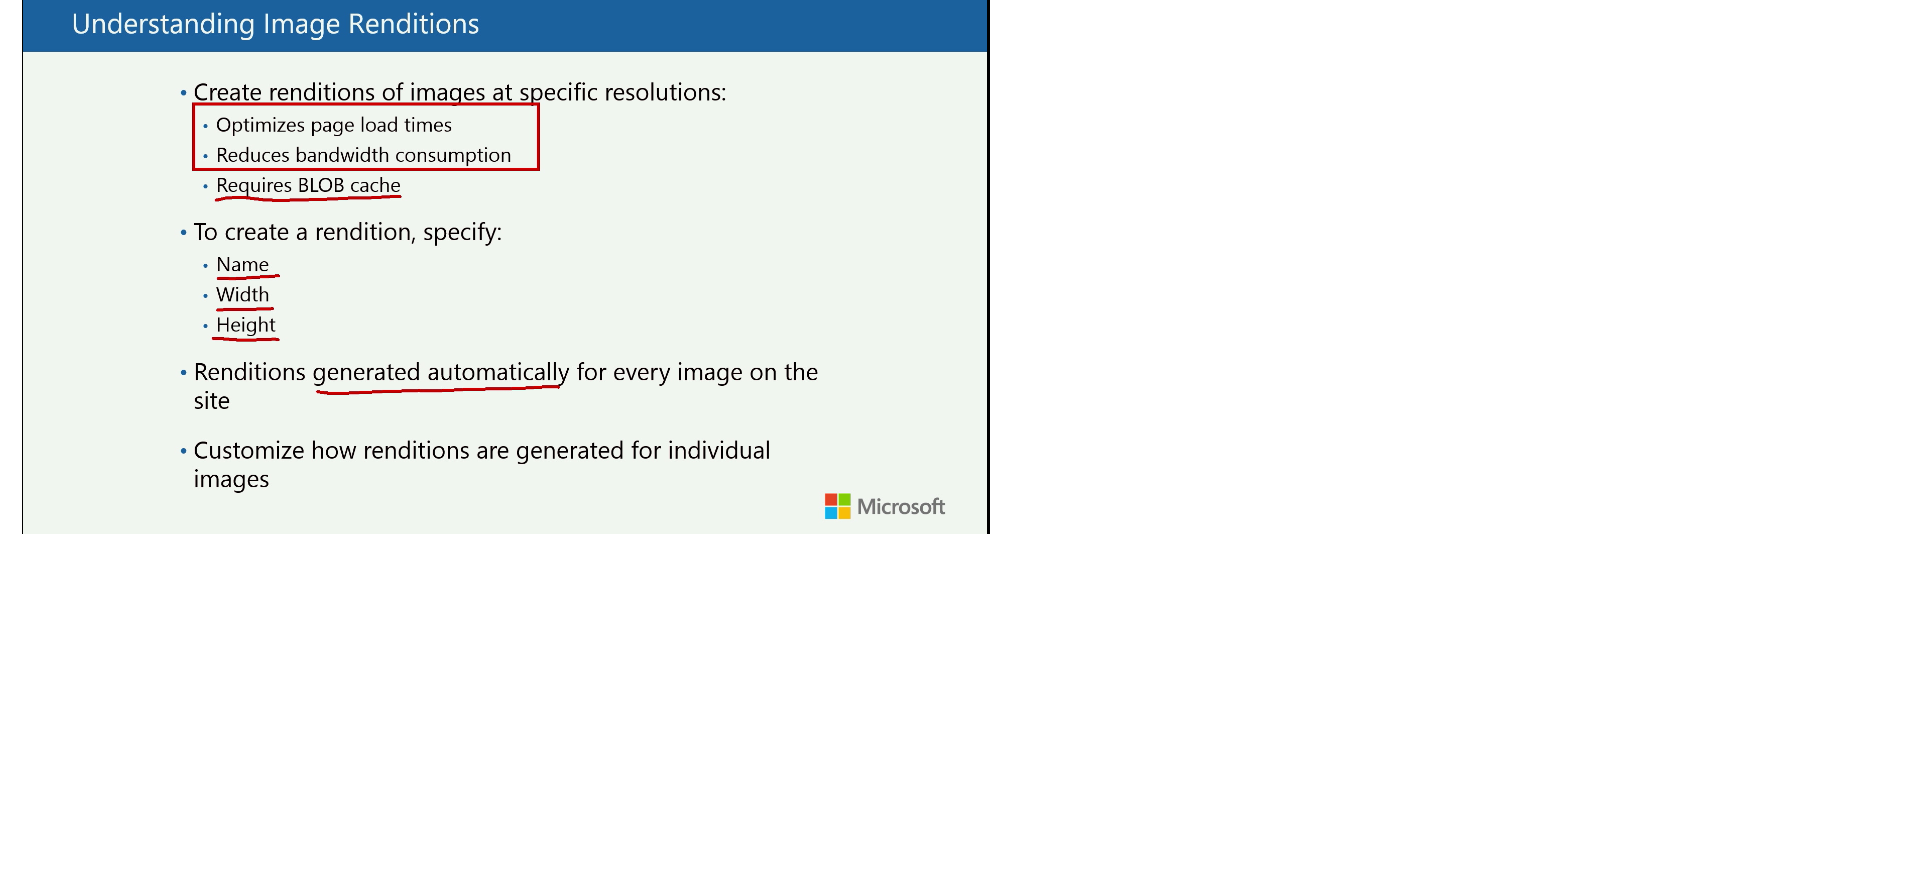 Understanding Image Renditions
• Create renditions of images at specific resolutions:
• Optimizes page load times
• Reduces bandwidth consumption
• Requires BLOB cache
• To create a rendition, specify:
• Name
• Width
• Height
• Renditions generated automatically for every image on the
site
• Customize how renditions are generated for individual
images
Microsoft